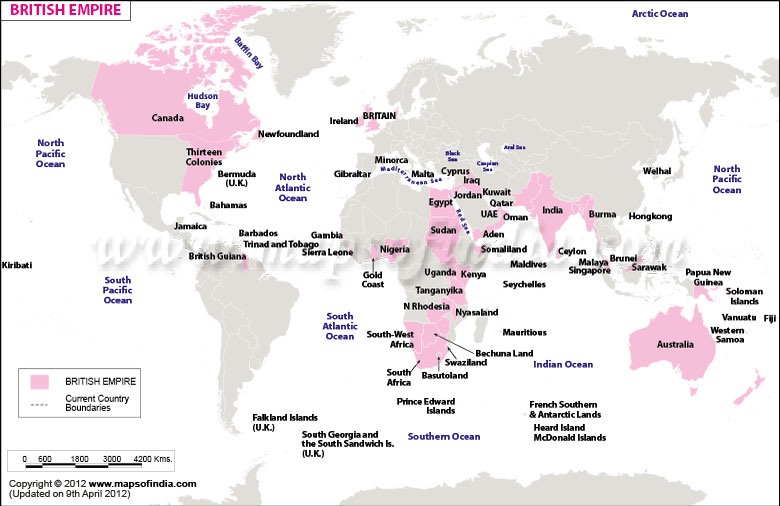 BRITISH EMPIRE
Arctic Ocean
Baffin Bay
Hudson
Bay
Canada
Newfoundland
Ireland
BRITAIN
North
Pacific
Ocean
Thirteen
Colonies
Bermuda
(U.K.)
Bahamas
North
Atlantic
Ocean
Minorca
Gibraltar
Mediterranean Sea
Malta
Black
Sea
Caspian
Sea
Aral Sea
Cyprus
Iraq
Jordan
Kuwait
Qatar
Egypt
UAE
Oman
Red Sea
India
Burma
Welhai
Hongkong
North
Pacific
Ocean
Jamaica
Barbados
Trinad and Tobago
British Guiana
Gambia
Sierra Leone
Nigeria
Gold
Coast
Sudan
Aden
Somaliland
Maldives
Ceylon
Malaya
Singapore
Brunei
Sarawak
Papua New
Guinea
Soloman
Islands
Vanuatu
Fiji
Western
Samoa
Kiribati
South
Pacific
Ocean
Uganda
Kenya
Seychelles
Tanganyika
N Rhodesia
Nyasaland
South
Atlantic
Ocean
South-West
Africa
Mauritious
Bechuna Land
Swaziland
South
Africa
Basutoland
Indian Ocean
Australia
Prince Edward
Islands
French Southern
& Antarctic Lands
Heard Island
McDonald Islands
Falkland Islands
(U.K.)
South Georgia and
the South Sandwich Is.
(U.K.)
Southern Ocean
BRITISH EMPIRE
Current Country
Boundaries
0 600 1800 3000 4200 Kms.
Copyright © 2012 www.mapsofindia.com
(Updated on 9th April 2012)
www.mapsofindia.com